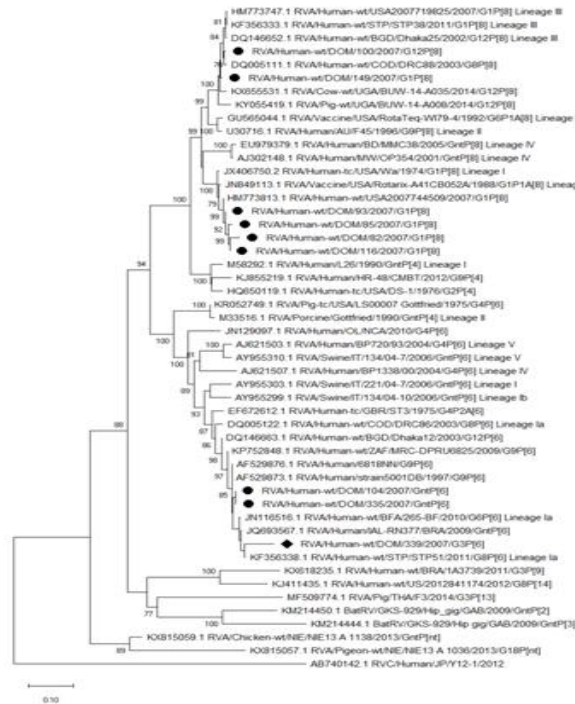 HM773747.1 RVA/Human-wt/USA2007719825/2007/G1P[8] Lineage III
KF356333.1 RVA/Human-wt/STP/STP38/2011/G1P[8] Lineage III
DQ146652.1 RVA/Human-wt/BGD/Dhaka25/2002/G12P[8] Lineage III
RVA/Human-wt/DOM/100/2007/G12P[8]
DQ005111.1 RVA/Human-wt/COD/DRC88/2003/G8P[8]
RVA/Human-wt/DOM/149/2007/G1P[8]
KX655531.1 RVA/Cow-wt/UGA/BUW-14-A035/2014/G12P[8]
KY055419.1 RVA/Pig-wt/UGA/BUW-14-A008/2014/G12P[8]
GU565044.1 RVA/Vaccine/USA/RotaTeq-WI79-4/1992/G6P1A[8] Lineage
U30716.1 RVA/Human/AU/F45/1996/G9P[8] Lineage II
EU979379.1 RVA/Human/BD/MMC38/2005/GntP[8] Lineage IV
AJ302148.1 RVA/Human/MW/OP354/2001/GntP[8] Lineage IV
JX406750.2 RVA/Human-tc/USA/Wa/1974/G1P[8] Lineage I
JN849113.1 RVA/Vaccine/USA/Rotarix-A41CB052A/1988/G1P1A[8] Lineage
HM773813.1 RVA/Human-wt/USA2007744509/2007/G1P[8]
RVA/Human-wt/DOM/93/2007/G1P[8]
RVA/Human-wt/DOM/85/2007/G1P[8]
RVA/Human-wt/DOM/82/2007/G1P[8]
RVA/Human-wt/DOM/116/2007/G1P[8]
M58292.1 RVA/Human/L26/1990/GntP[4] Lineage I
KJ855219.1 RVA/Human/HR-48/CMBT/2012/G9P[4]
HQ650119.1 RVA/Human-tc/USA/DS-1/1976/G2P[4]
KR052749.1 RVA/Pig-tc/USA/LS00007 Gottfried/1975/G4P[6]
M33516.1 RVA/Porcine/Gottfried/1990/GntP[4] Lineage II
JN129097.1 RVA/Human/OL/NCA/2010/G4P[6]
AJ621503.1 RVA/Human/BP720/93/2004/G4P[6] Lineage V
AY955310.1 RVA/Swine/IT/134/04-7/2006/GntP[6] Lineage V
AJ621507.1 RVA/Human/BP1338/00/2004/G4P[6] Lineage IV
AY955303.1 RVA/Swine/IT/221/04-7/2006/GntP[6] Lineage I
AY955299.1 RVA/Swine/IT/134/04-10/2006/GntP[6] Lineage Ib
EF672612.1 RVA/Human-tc/GBR/ST3/1975/G4P2A[6]
DQ005122.1 RVA/Human-wt/COD/DRC86/2003/G8P[6] Lineage Ia
DQ146663.1 RVA/Human-wt/BGD/Dhaka12/2003/G12P[6]
KP752848.1 RVA/Human-wt/ZAF/MRC-DPRU6825/2009/G9P[6]
AF529876.1 RVA/Human/6818NN/G9P[6]
AF529873.1 RVA/Human/strain5001DB/1997/G9P[6]
RVA/Human-wt/DOM/104/2007/GntP[6]
RVA/Human-wt/DOM/335/2007/GntP[6]
JN116516.1 RVA/Human-wt/BFA/265-BF/2010/G6P[6] Lineage Ia
JQ693567.1 RVA/Human/IAL-RN377/BRA/2009/GntP[6]
RVA/Human-wt/DOM/339/2007/G3P[6]
KF356338.1 RVA/Human-wt/STP/STP51/2011/G8P[6] Lineage Ia
KX618235.1 RVA/Human-wt/BRA/1A3739/2011/G3P[9]
KJ411435.1 RVA/Human-wt/US/2012841174/2012/G8P[14]
MF509774.1 RVA/Pig/THA/F3/2014/G3P[13]
KM214450.1 BatRV/GKS-929/Hip_gig/GAB/2009/GntP[2]
KM214444.1 BatRV/GKS-929/Hip gig/GAB/2009/GntP[3]
KX815059.1 RVA/Chicken-wt/NIE/NIE13 A 1138/2013/GntP[nt]
KX815057.1 RVA/Pigeon-wt/NIE/NIE13 A 1036/2013/G18P[nt]
AB740142.1 RVC/Human/JP/Y12-1/2012
0.10